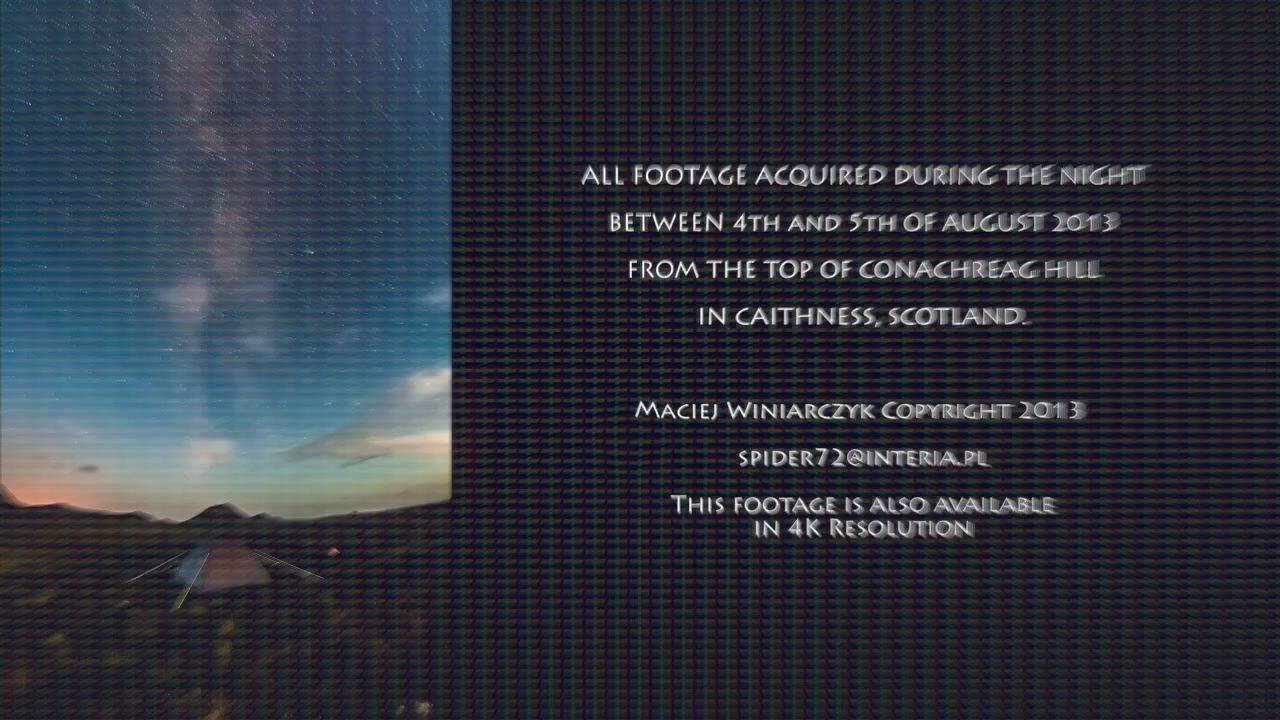 ALL FOOTAGE ACQUIRED DURING THE NIGHT
BETWEEN 4TH AND 5TH OF AUGUST 2013
FROM THE TOP OF CONACHREAG HILL
IN CAITHNESS, SCOTLAND.
MACIEJ WINIARCZYK COPYRIGHT 2013
SPIDER72@INTERIA.PL
THIS FOOTAGE IS ALSO AVAILABLE
IN 4K RESOLUTION